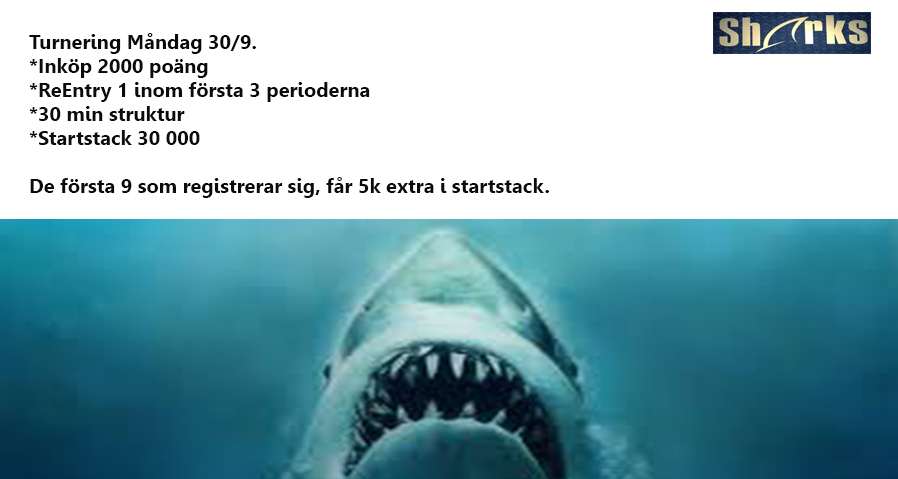 Sharks
Turnering Måndag 30/9.
*Inköp 2000 poäng
*ReEntry 1 inom första 3 perioderna
*30 min struktur
*Startstack 30 000
De första 9 som registrerar sig, får 5k extra i startstack.